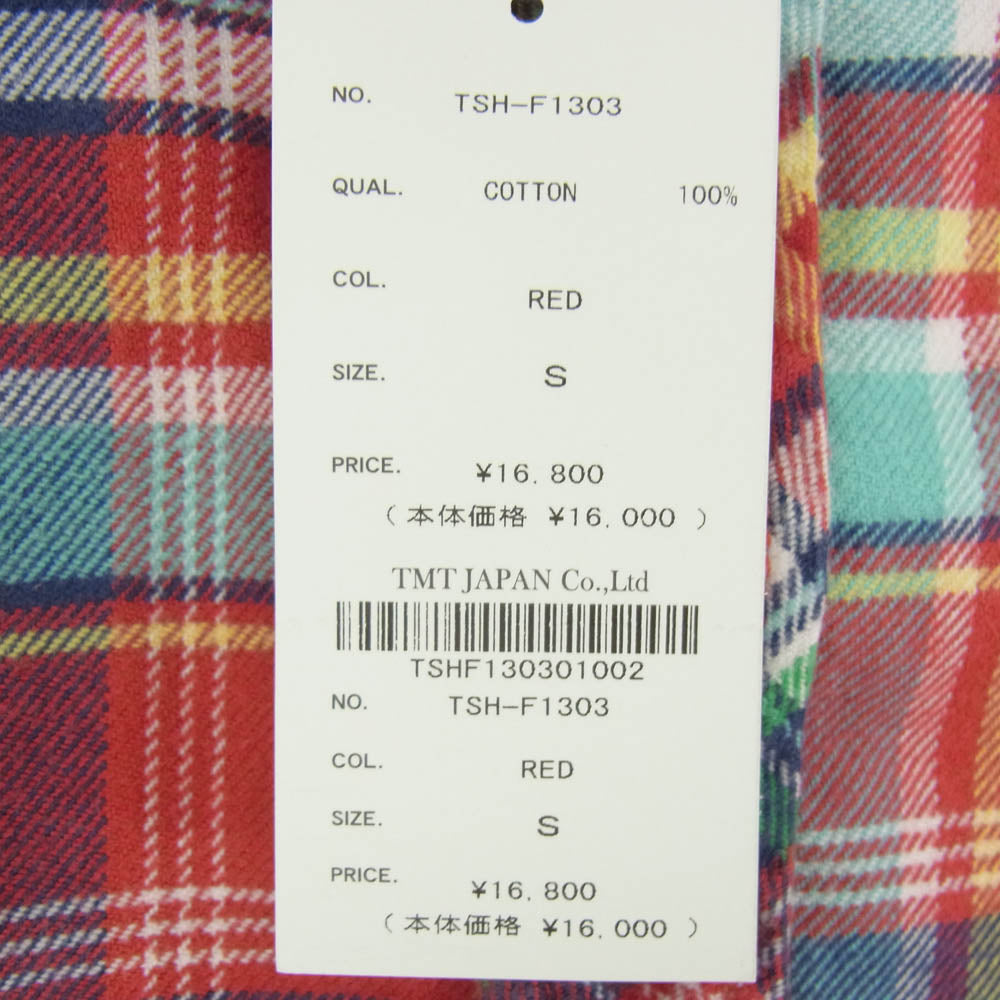 NO. TSH-F1303
QUAL. COTTON 100%
COL. RED
SIZE. S
PRICE. ¥16,800
(本体価格 ¥16,000)
TMT JAPAN Co.,Ltd
TSHF130301002
NO. TSH-F1303
COL. RED
SIZE. S
PRICE. ¥16,800
(本体価格 ¥16,000)